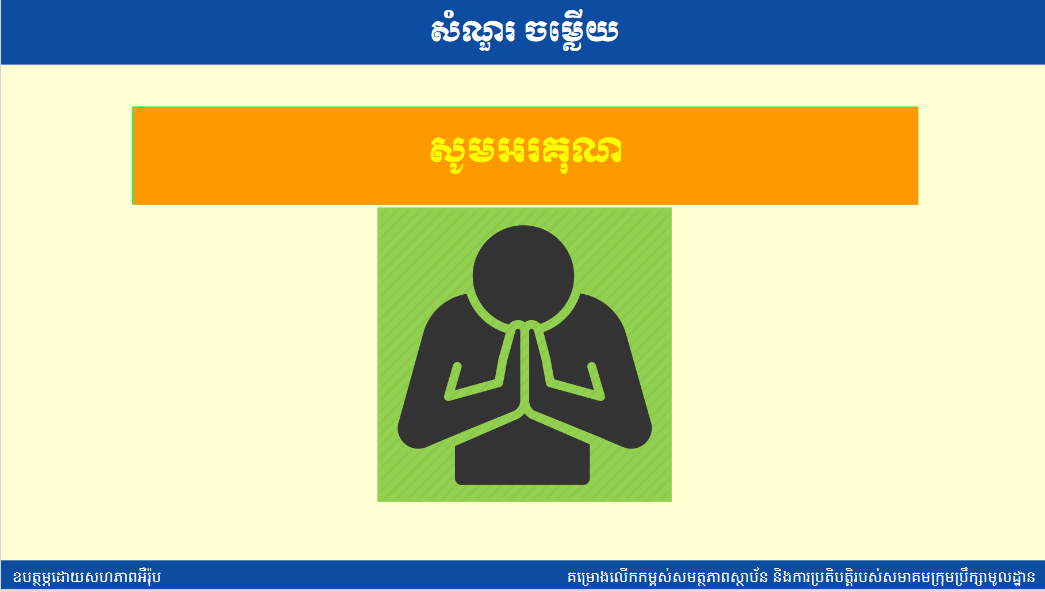 សំណួរ ចម្លើយ
សូមអរគុណ
ឧបត្ថម្ភដោយសហភាពអឺរ៉ុប
គម្រោងលើកកម្ពស់សមត្ថភាពស្ថាប័ន និងការប្រតិបត្តិរបស់សមាគមក្រុមប្រឹក្សាមូលដ្ឋាន